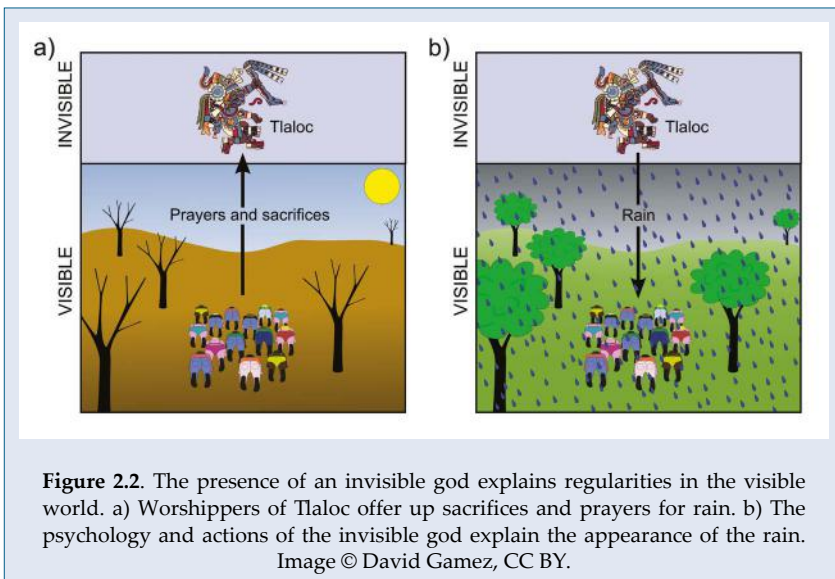 a)
INVISIBLE
Tlaloc
Prayers and sacrifices
VISIBLE
b)
INVISIBLE
Tlaloc
Rain
VISIBLE
Figure 2.2. The presence of an invisible god explains regularities in the visible
world. a) Worshippers of Tlaloc offer up sacrifices and prayers for rain. b) The
psychology and actions of the invisible god explain the appearance of the rain.
Image © David Gamez, CC BY.